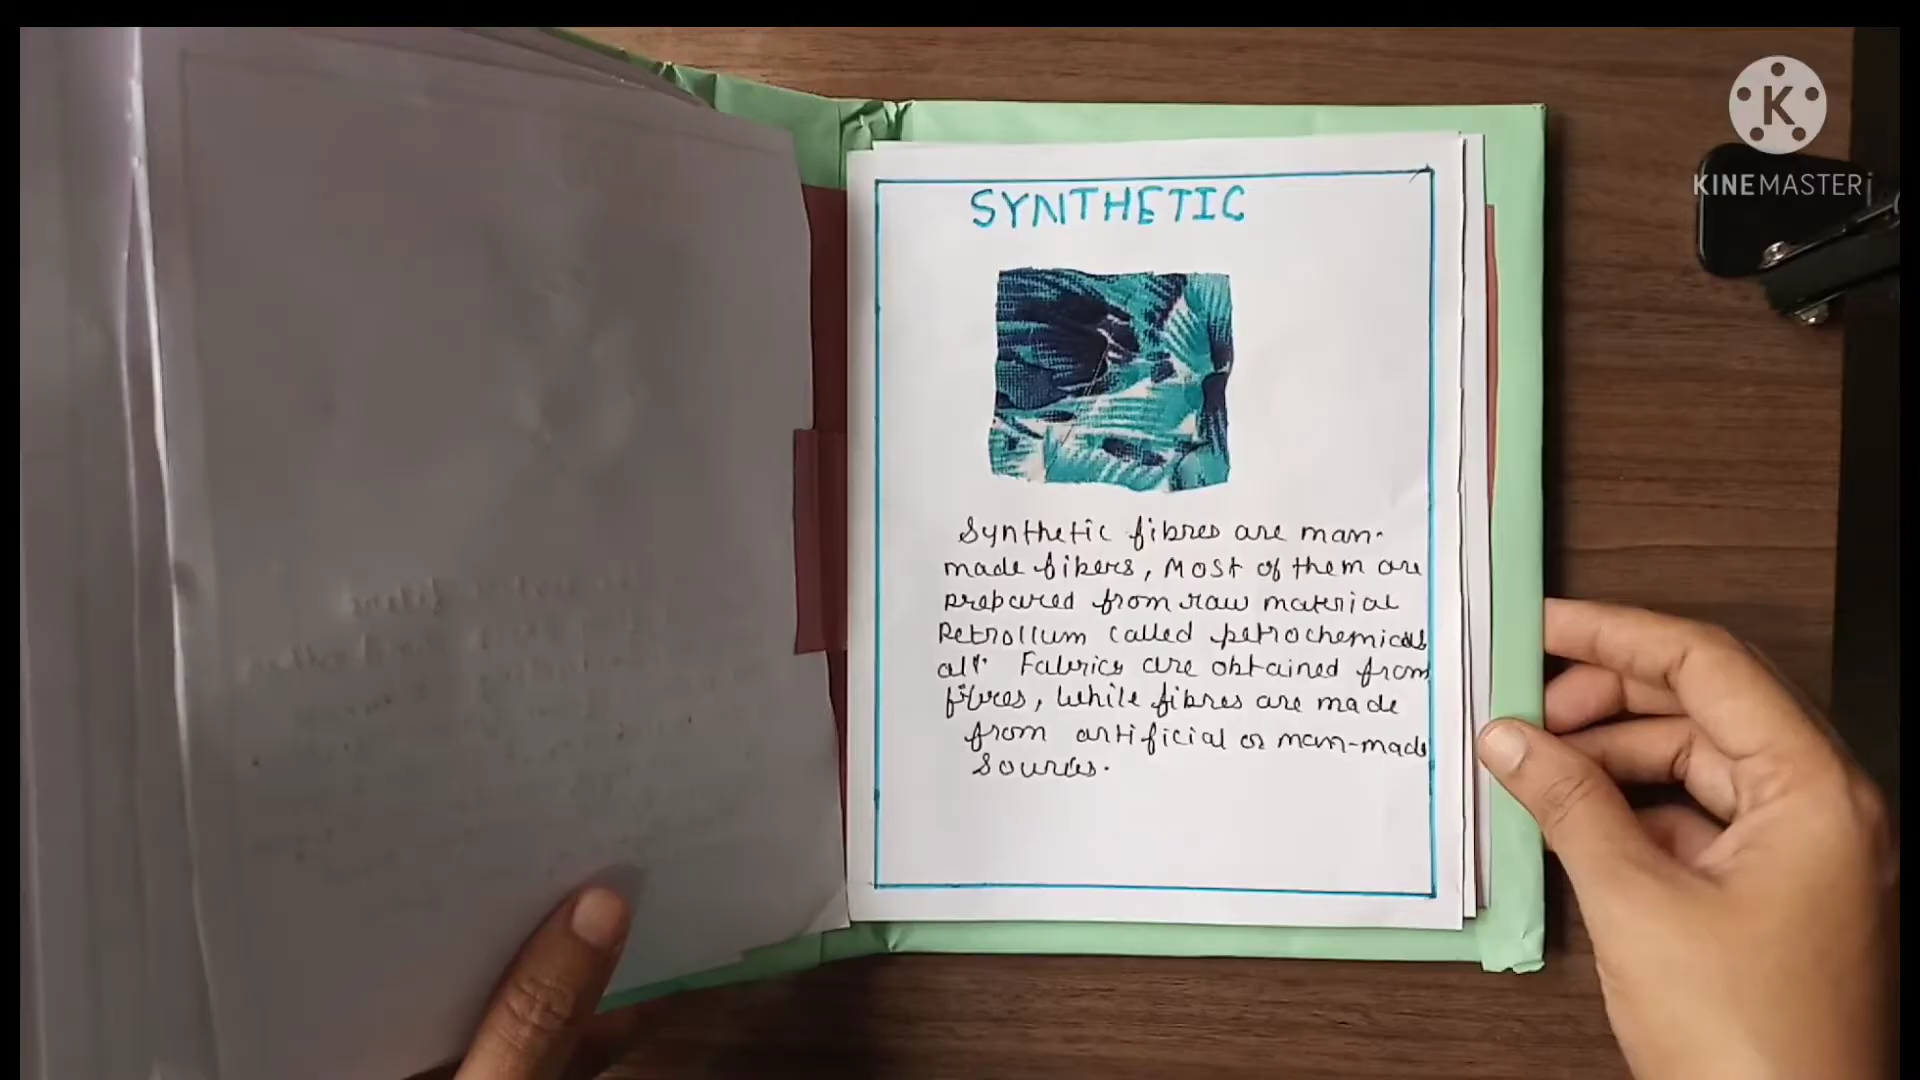 SYNTHETIC
Synthetic fibres are man-
made fibers, Most of them are
prepared from raw material
Petrollum called petrochemicals
all. Fabrics are obtained from
fibres, While fibres are made
from artificial or man-made
sources.
K
KINEMASTER